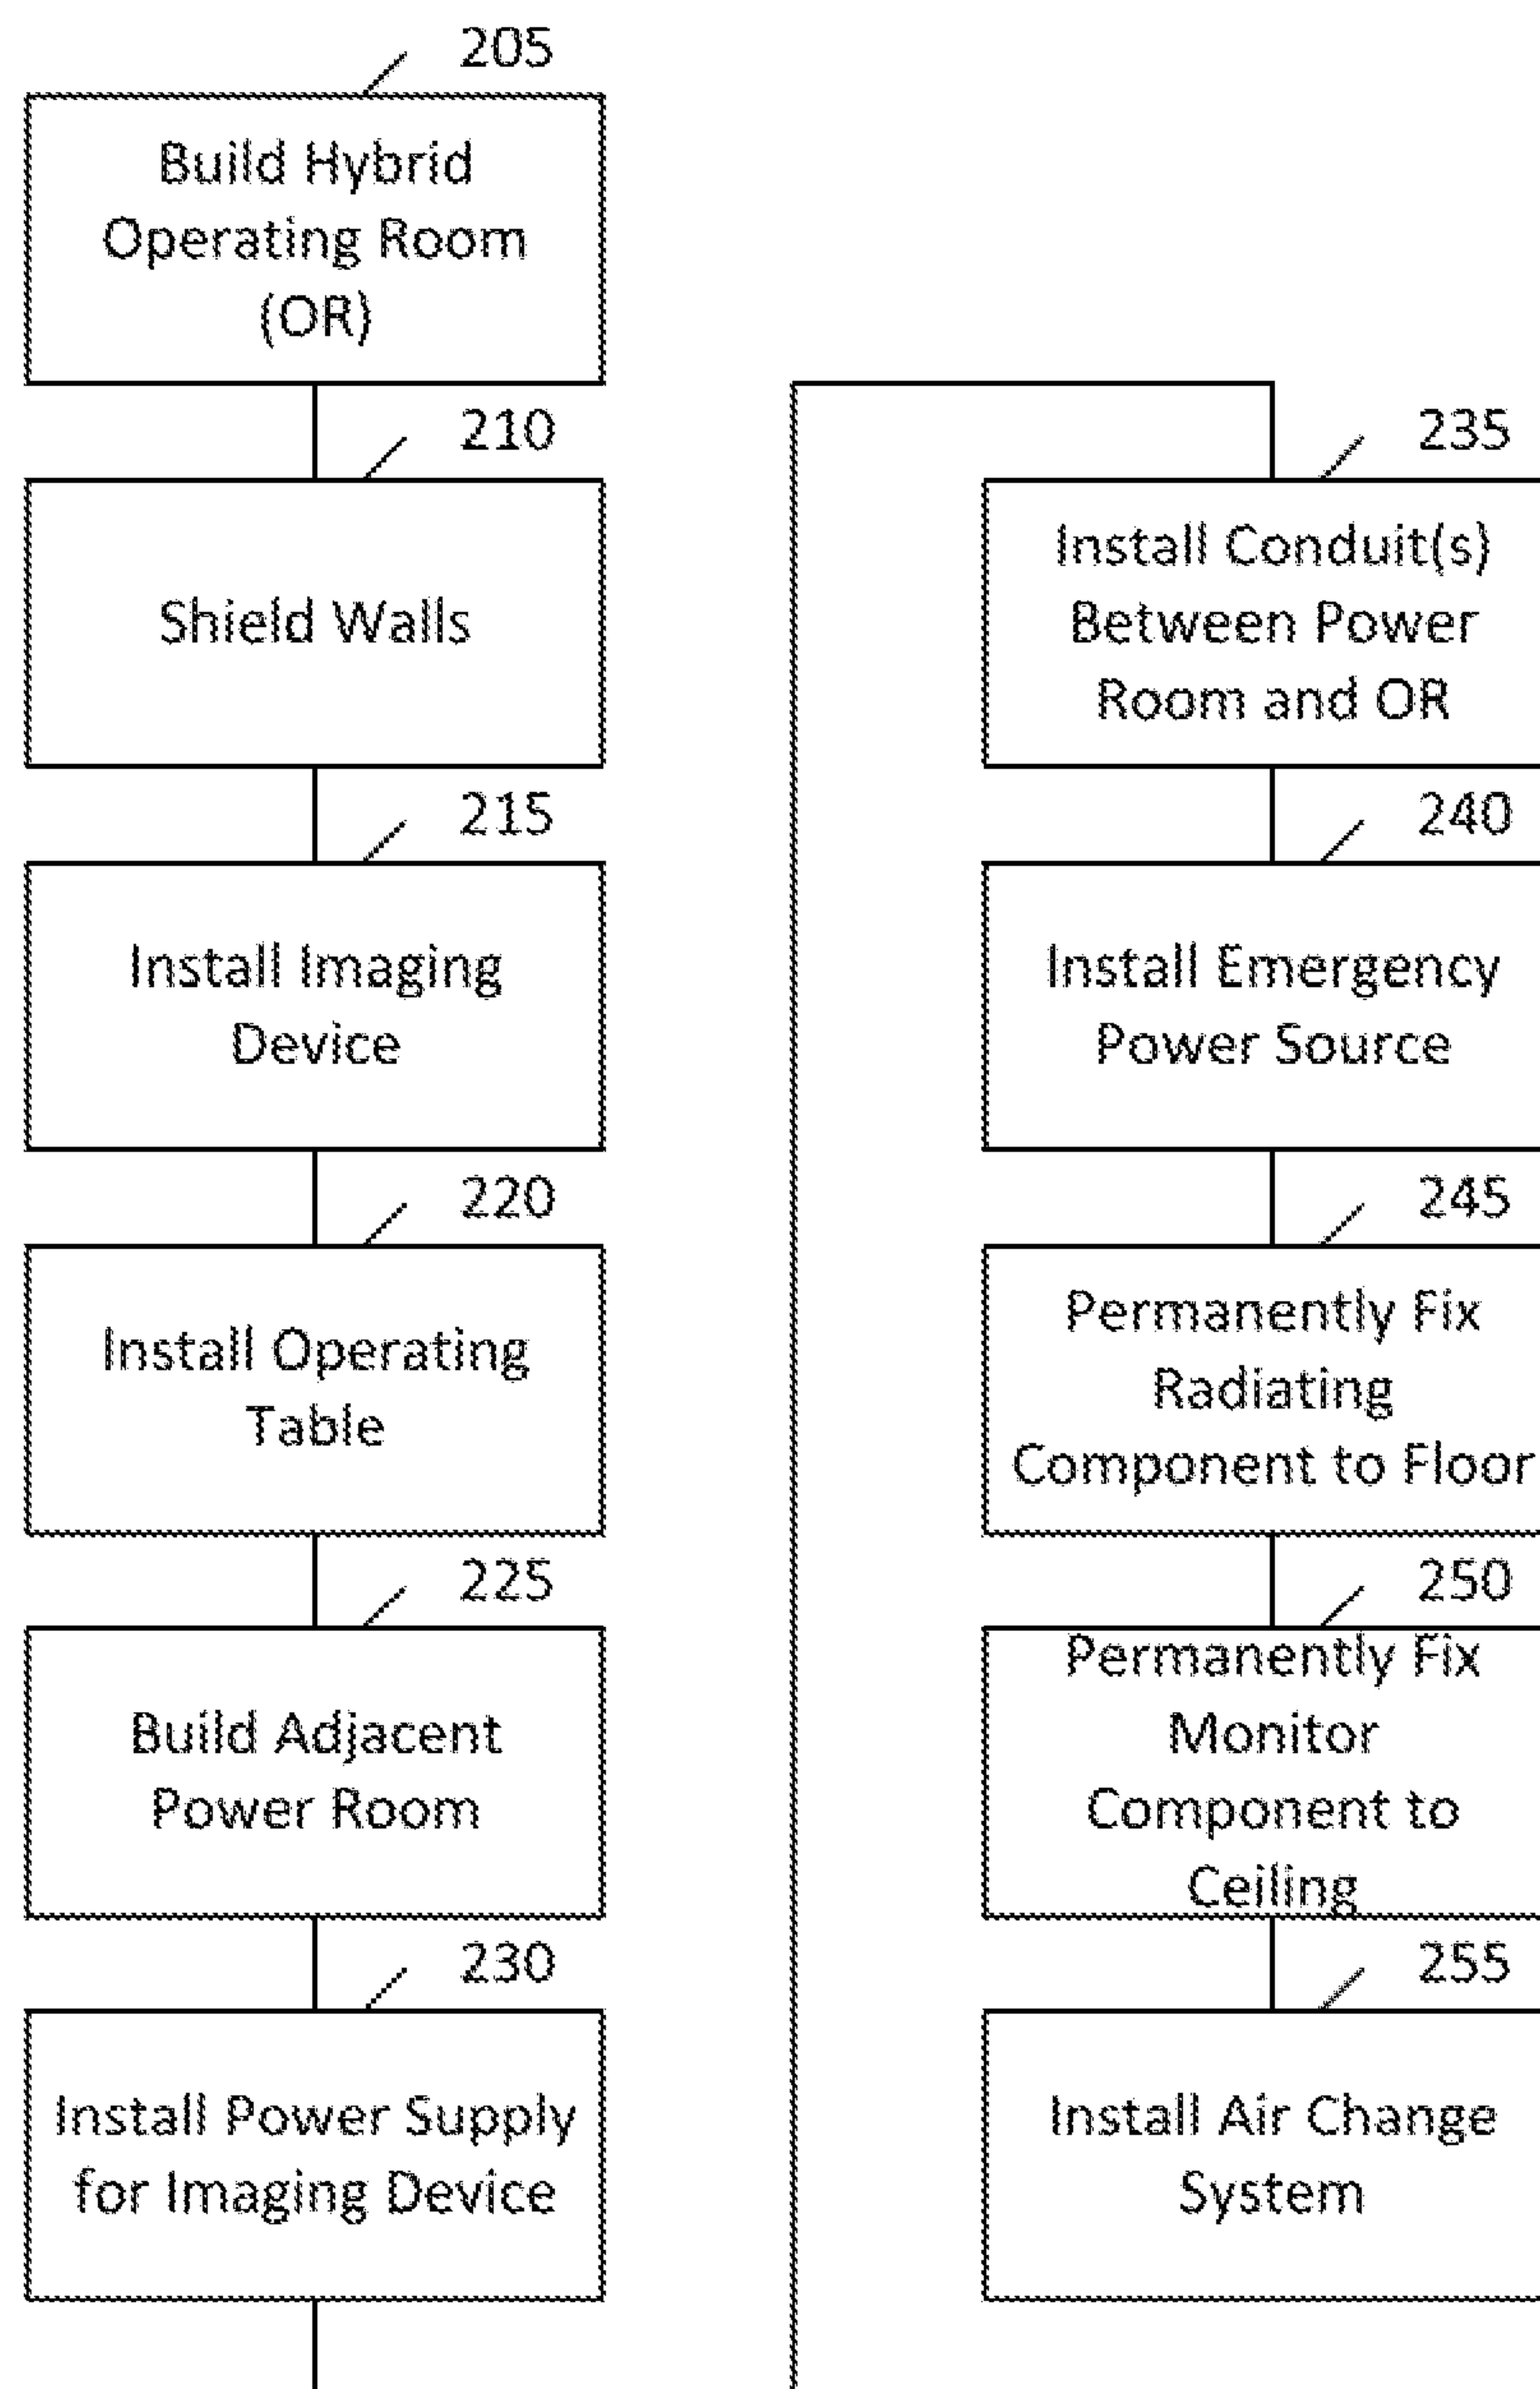 205
Build Hybrid
Operating Room
(OR)
210
Shield Walls
215
Install Imaging
Device
220
Install Operating
Table
225
Build Adjacent
Power Room
230
Install Power Supply
for Imaging Device
235
Install Conduit(s)
Between Power
Room and OR
240
Install Emergency
Power Source
245
Permanently Fix
Radiating
Component to Floor
250
Permanently Fix
Monitor
Component to
Ceiling
255
Install Air Change
System